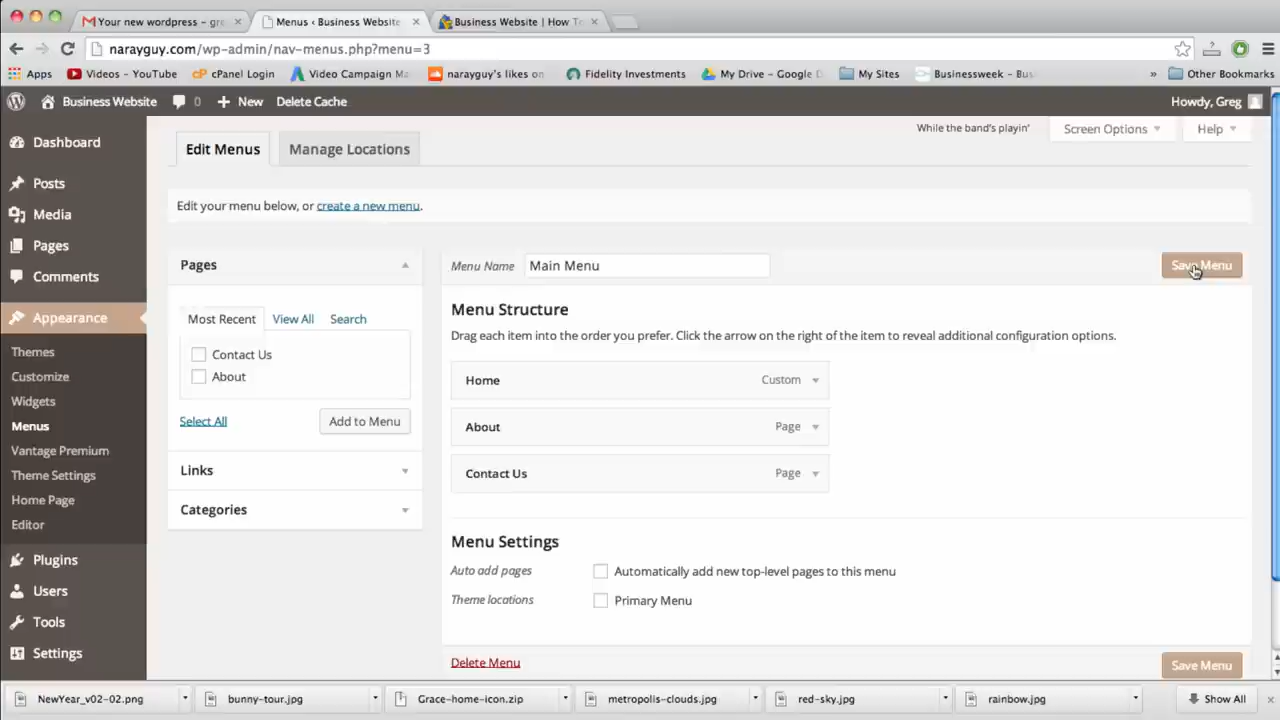 Your new wordpress - gre
Menus ‹ Business Website
Business Website | How To
narayguy.com/wp-admin/nav-menus.php?menu=3
Apps
Videos - YouTube
cPanel Login
Video Campaign Ma
narayguy's likes on
Fidelity Investments
My Drive - Google D
My Sites
Businessweek - Bus
»
Other Bookmarks
Business Website
0
New
Delete Cache
Howdy, Greg
While the band's playin'
Screen Options
Help
Edit Menus
Manage Locations
Edit your menu below, or create a new menu.
Dashboard
Posts
Media
Pages
Comments
Appearance
Themes
Customize
Widgets
Menus
Vantage Premium
Theme Settings
Home Page
Editor
Plugins
Users
Tools
Settings
Pages
Most Recent
View All
Search
Contact Us
About
Select All
Add to Menu
Links
Categories
Menu Name
Main Menu
Save Menu
Menu Structure
Drag each item into the order you prefer. Click the arrow on the right of the item to reveal additional configuration options.
Home
Custom
About
Page
Contact Us
Page
Menu Settings
Auto add pages
Automatically add new top-level pages to this menu
Theme locations
Primary Menu
Delete Menu
Save Menu
NewYear_v02-02.png
bunny-tour.jpg
Grace-home-icon.zip
metropolis-clouds.jpg
red-sky.jpg
rainbow.jpg
Show All